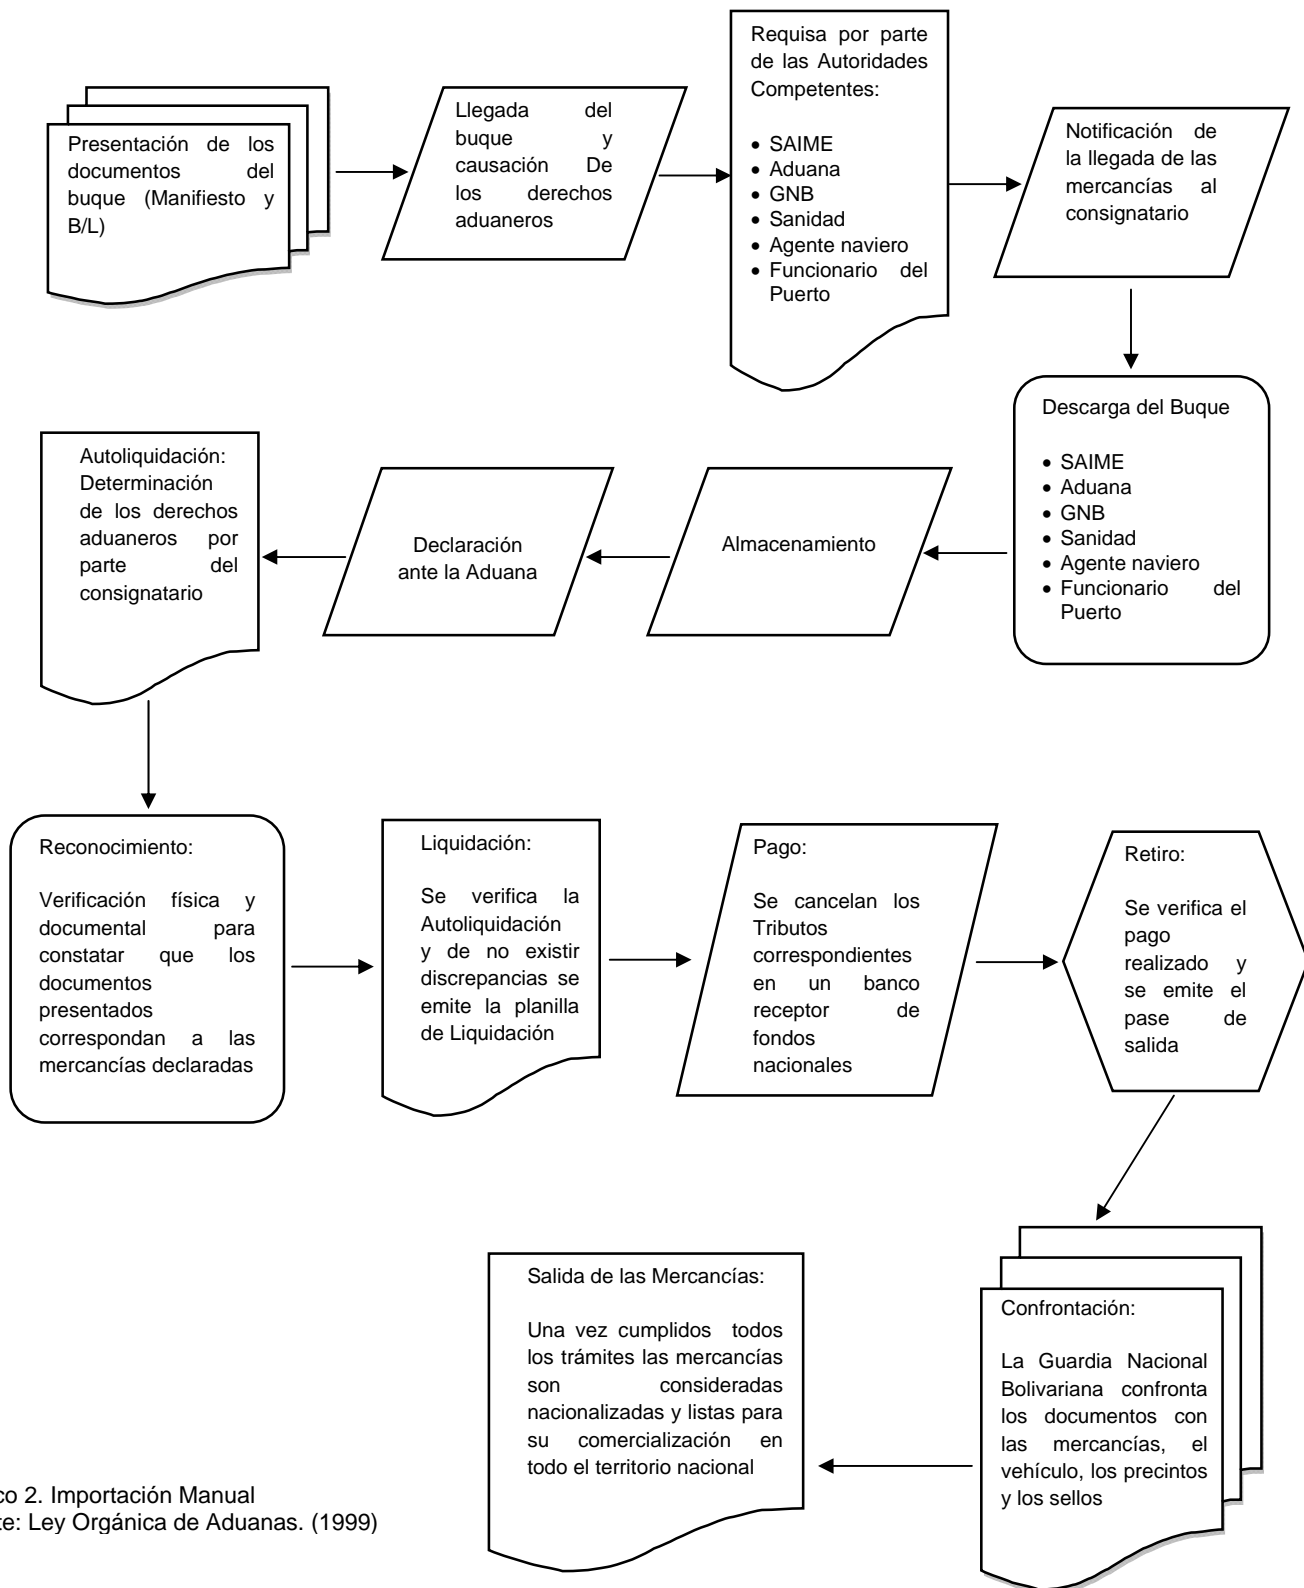 Presentación de los
documentos del
buque (Manifiesto y
B/L)
Llegada del
buque y
causación De
los derechos
aduaneros
Requisa por parte
de las Autoridades
Competentes:
• SAIME
• Aduana
• GNB
• Sanidad
• Agente naviero
• Funcionario del
Puerto
Notificación de
la llegada de las
mercancías al
consignatario
Descarga del Buque
• SAIME
• Aduana
• GNB
• Sanidad
• Agente naviero
• Funcionario del
Puerto
Almacenamiento
Declaración
ante la Aduana
Autoliquidación:
Determinación
de los derechos
aduaneros por
parte del
consignatario
Reconocimiento:
Verificación física y
documental para
constatar que los
documentos
presentados
correspondan a las
mercancías declaradas
Liquidación:
Se verifica la
Autoliquidación
y de no existir
discrepancias se
emite la planilla
de Liquidación
Pago:
Se cancelan los
Tributos
correspondientes
en un banco
receptor de
fondos
nacionales
Retiro:
Se verifica el
pago
realizado y
se emite el
pase de
salida
Confrontación:
La Guardia Nacional
Bolivariana confronta
los documentos con
las mercancías, el
vehículo, los precintos
y los sellos
Salida de las Mercancías:
Una vez cumplidos todos
los trámites las mercancías
son consideradas
nacionalizadas y listas para
su comercialización en
todo el territorio nacional
co 2. Importación Manual
te: Ley Orgánica de Aduanas. (1999)